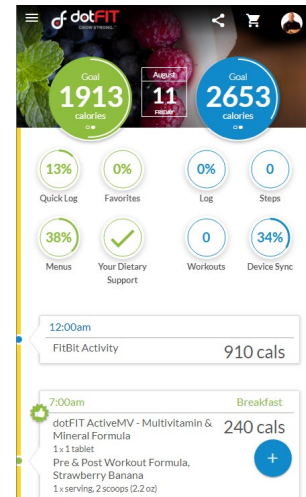 dotFIT
GROW STRONG.
Goal
1913
calories
August
11
FRIDAY
Goal
2653
calories
13%
0%
0%
0
Quick Log
Favorites
Log
Steps
38%
0
34%
Menus
Your Dietary
Support
Workouts
Device Sync
12:00am
FitBit Activity
910 cals
7:00am
Breakfast
dotFIT ActiveMV - Multivitamin &
Mineral Formula
240 cals
1 x 1 tablet
Pre & Post Workout Formula,
Strawberry Banana
1 x serving, 2 scoops (2.2 oz)